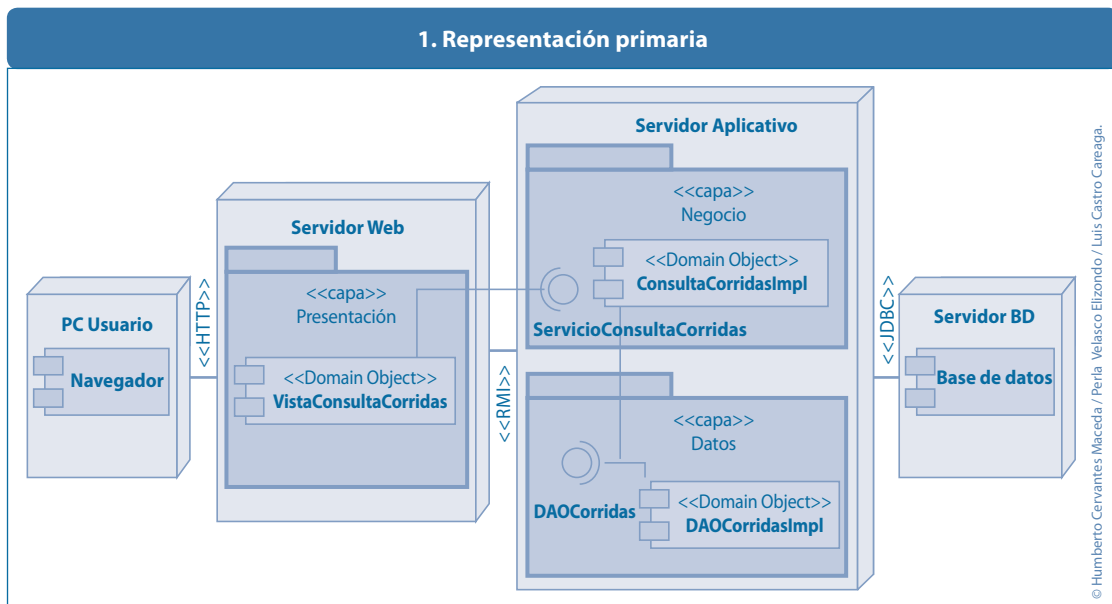 1. Representación primaria
PC Usuario
Navegador
<<HTTP>>
Servidor Web
<<capa>>
Presentación
<<Domain Object>>
VistaConsultaCorridas
<<RMI>>
Servidor Aplicativo
<<capa>>
Negocio
<<Domain Object>>
ConsultaCorridasImpl
ServicioConsultaCorridas
<<capa>>
Datos
DAOCorridas
<<Domain Object>>
DAOCorridasImpl
<<JDBC>>
Servidor BD
Base de datos
© Humberto Cervantes Maceda / Perla Velasco Elizondo / Luis Castro Careaga.